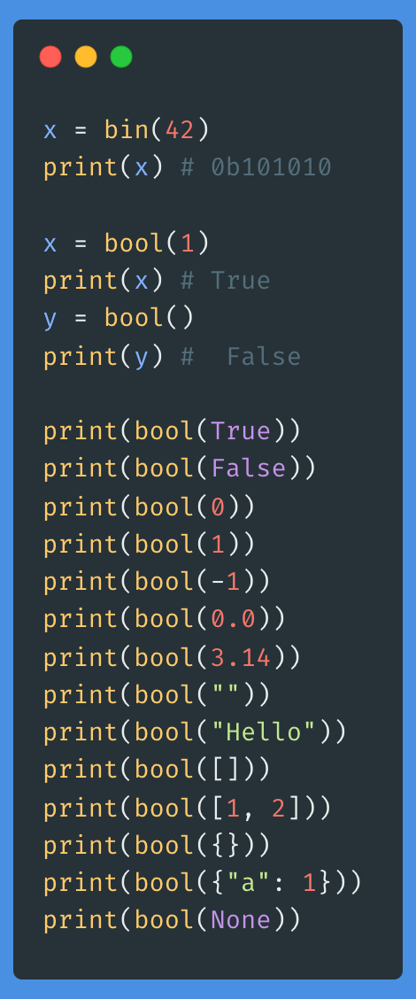 x = bin(42)
print(x) # 0b101010
x = bool(1)
print(x) # True
y = bool()
print(y) #  False
print(bool(True))
print(bool(False))
print(bool(0))
print(bool(1))
print(bool(-1))
print(bool(0.0))
print(bool(3.14))
print(bool(""))
print(bool("Hello"))
print(bool([]))
print(bool([1, 2]))
print(bool({}))
print(bool({"a": 1}))
print(bool(None))